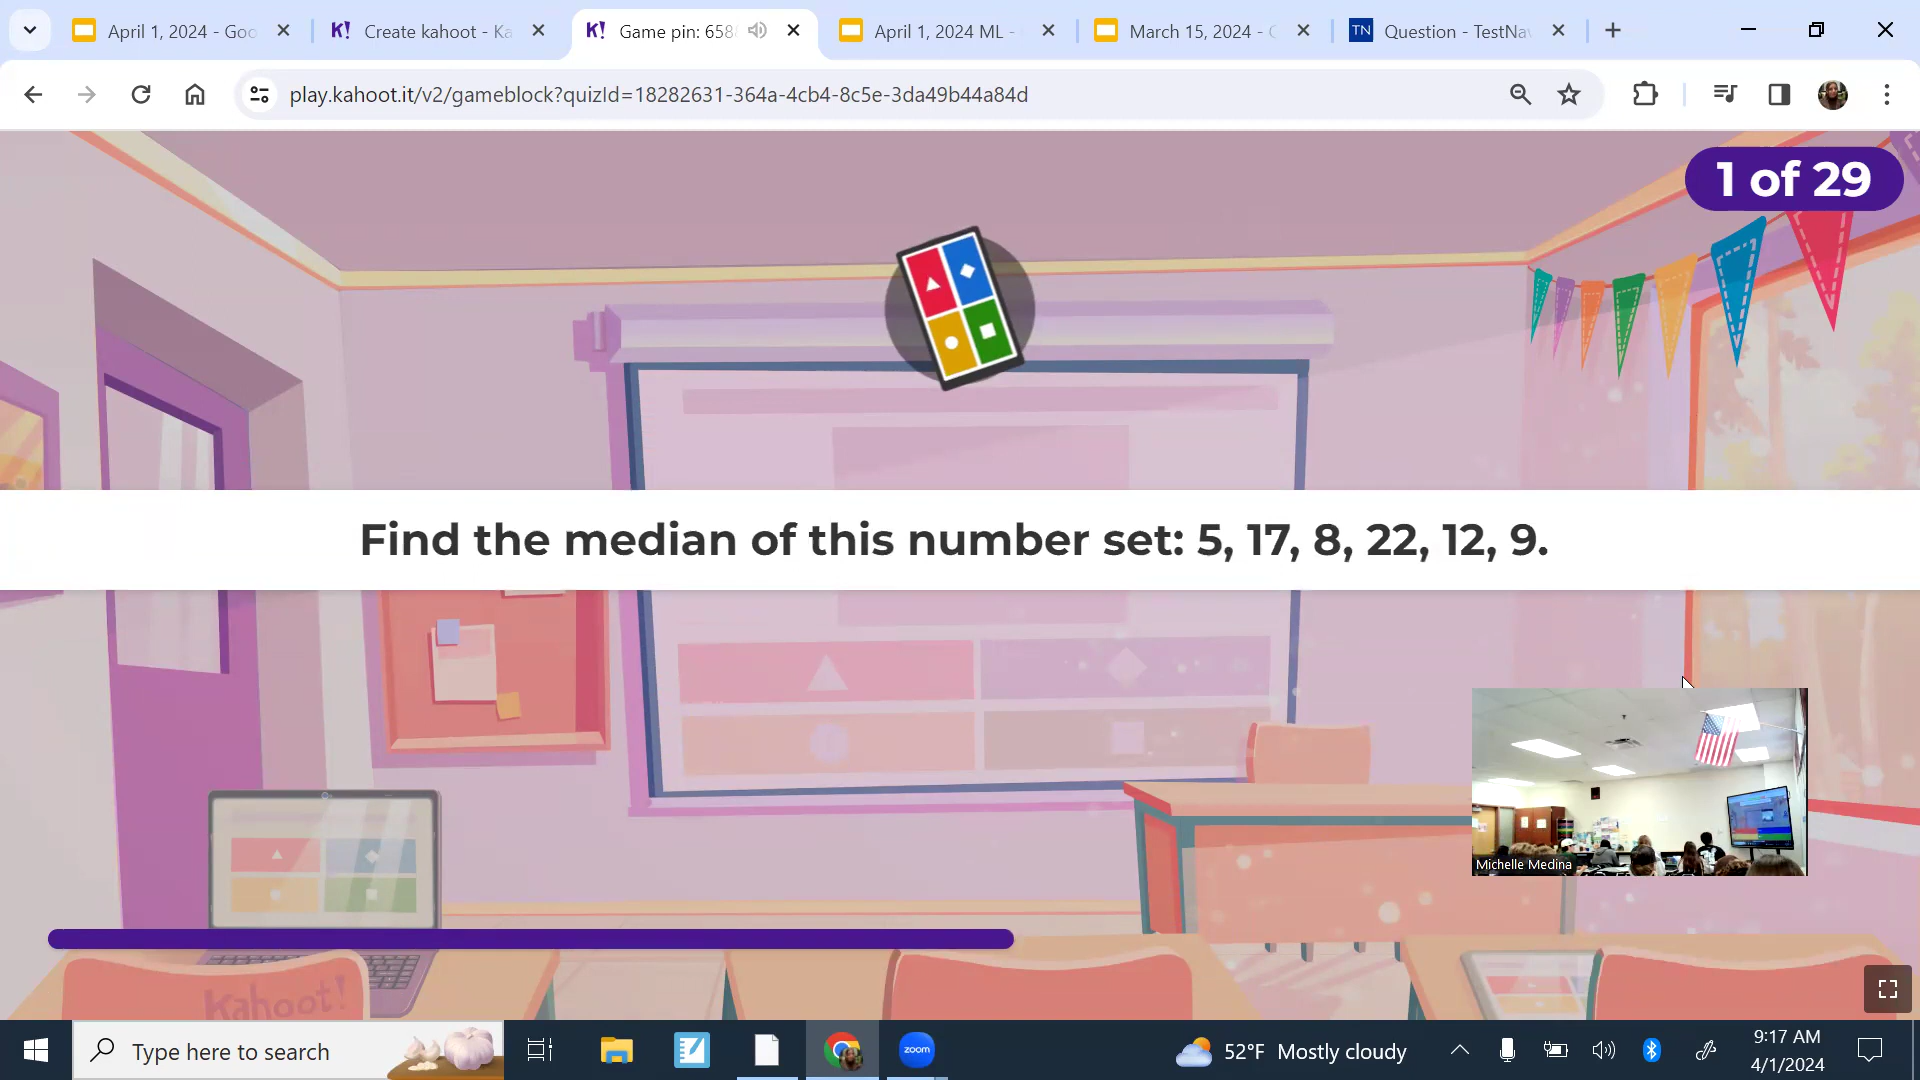 April 1, 2024 - Goo
Create kahoot - Ka
Game pin: 658
April 1, 2024 ML -
March 15, 2024 - G
TN
Question - TestNav
play.kahoot.it/v2/gameblock?quizId=18282631-364a-4cb4-8c5e-3da49b44a84d
1 of 29
Find the median of this number set: 5, 17, 8, 22, 12, 9.
Michelle Medina
Kahoot!
Type here to search
zoom
52°F Mostly cloudy
9:17 AM
4/1/2024